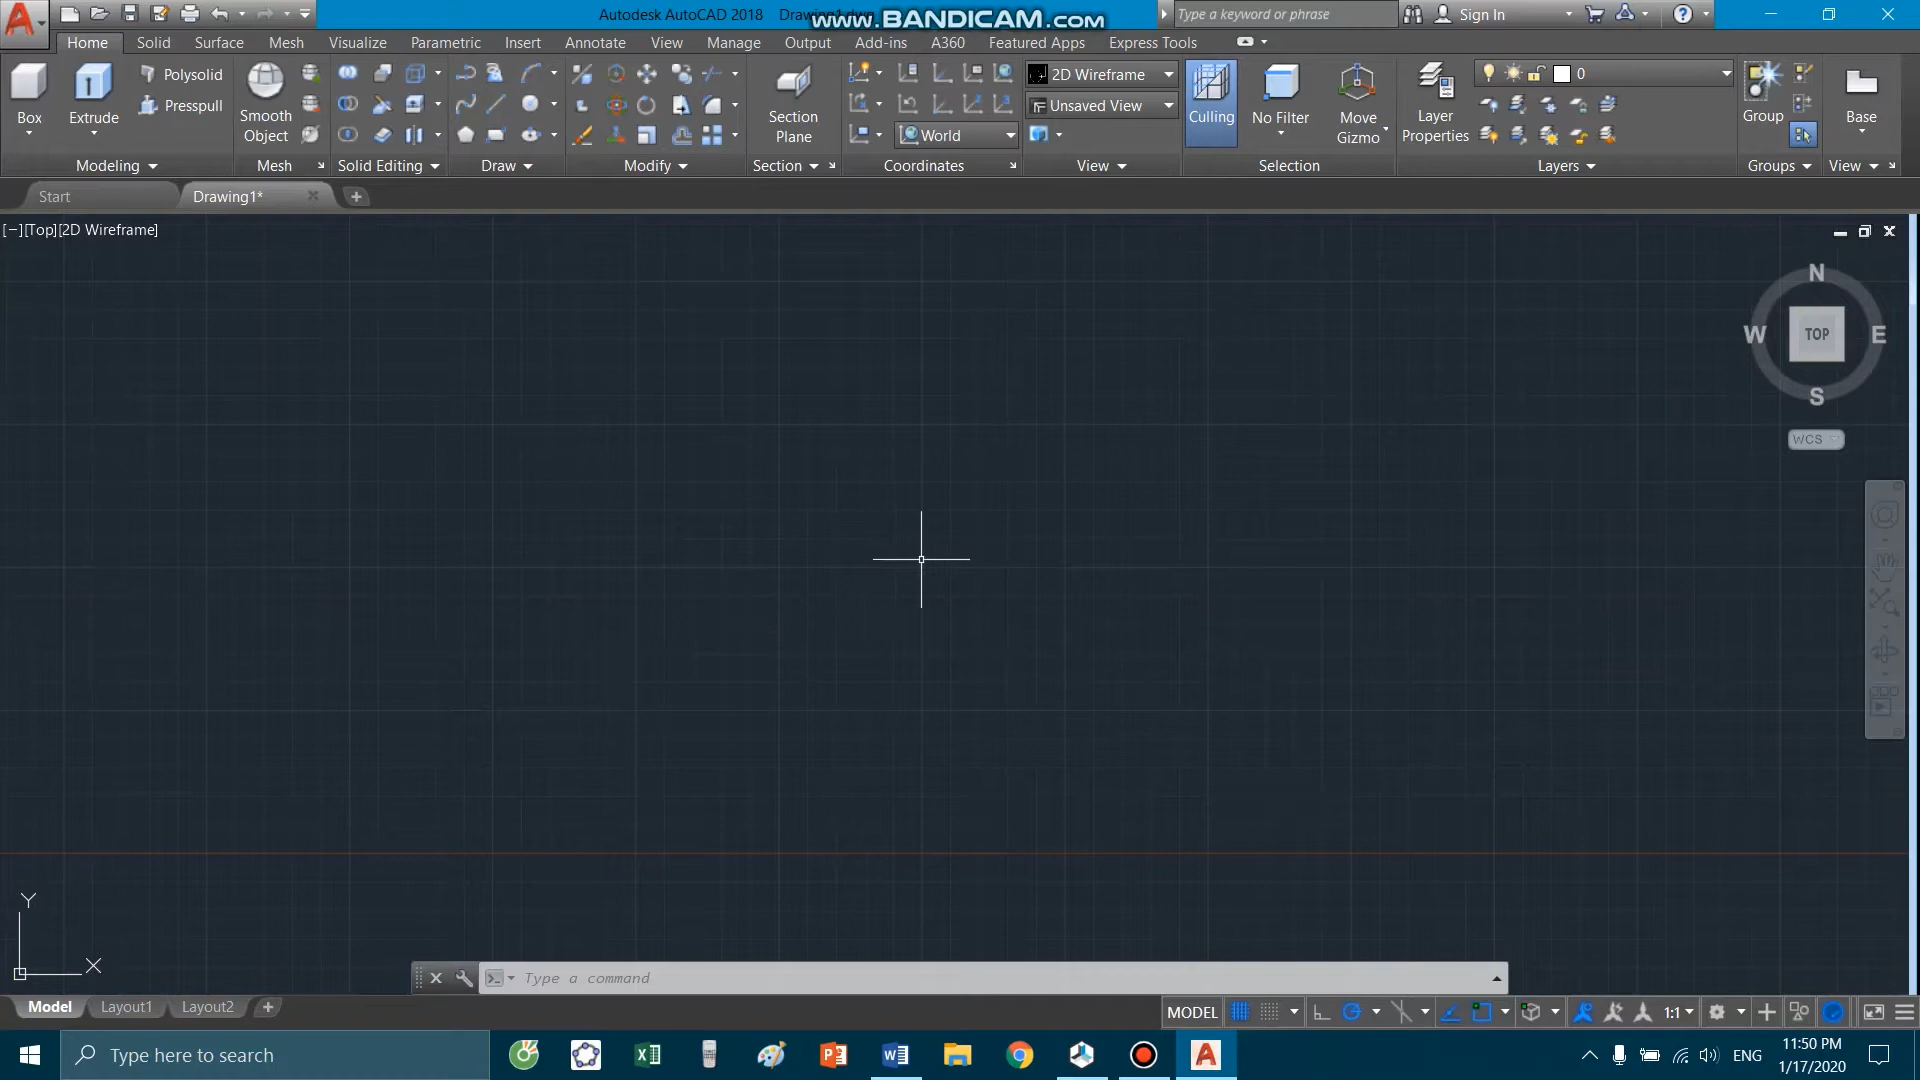 Autodesk AutoCAD 2018 Drawing1.dwg
www.BANDICAM.com
Type a keyword or phrase
Sign In
Home Solid Surface Mesh Visualize Parametric Insert Annotate View Manage Output Add-ins A360 Featured Apps Express Tools
Box
Extrude
Polysolid
Presspull
Smooth
Object
Section
Plane
World
2D Wireframe
Unsaved View
Culling
No Filter
Move
Gizmo
Layer
Properties
0
Group
Base
Modeling Mesh Solid Editing Draw Modify Section Coordinates View Selection Layers Groups View
Start Drawing1*
[−][Top][2D Wireframe]
N
W TOP E
S
WCS
Y
X
Type a command
Model Layout1 Layout2
MODEL 1:1
Type here to search
ENG
11:50 PM
1/17/2020